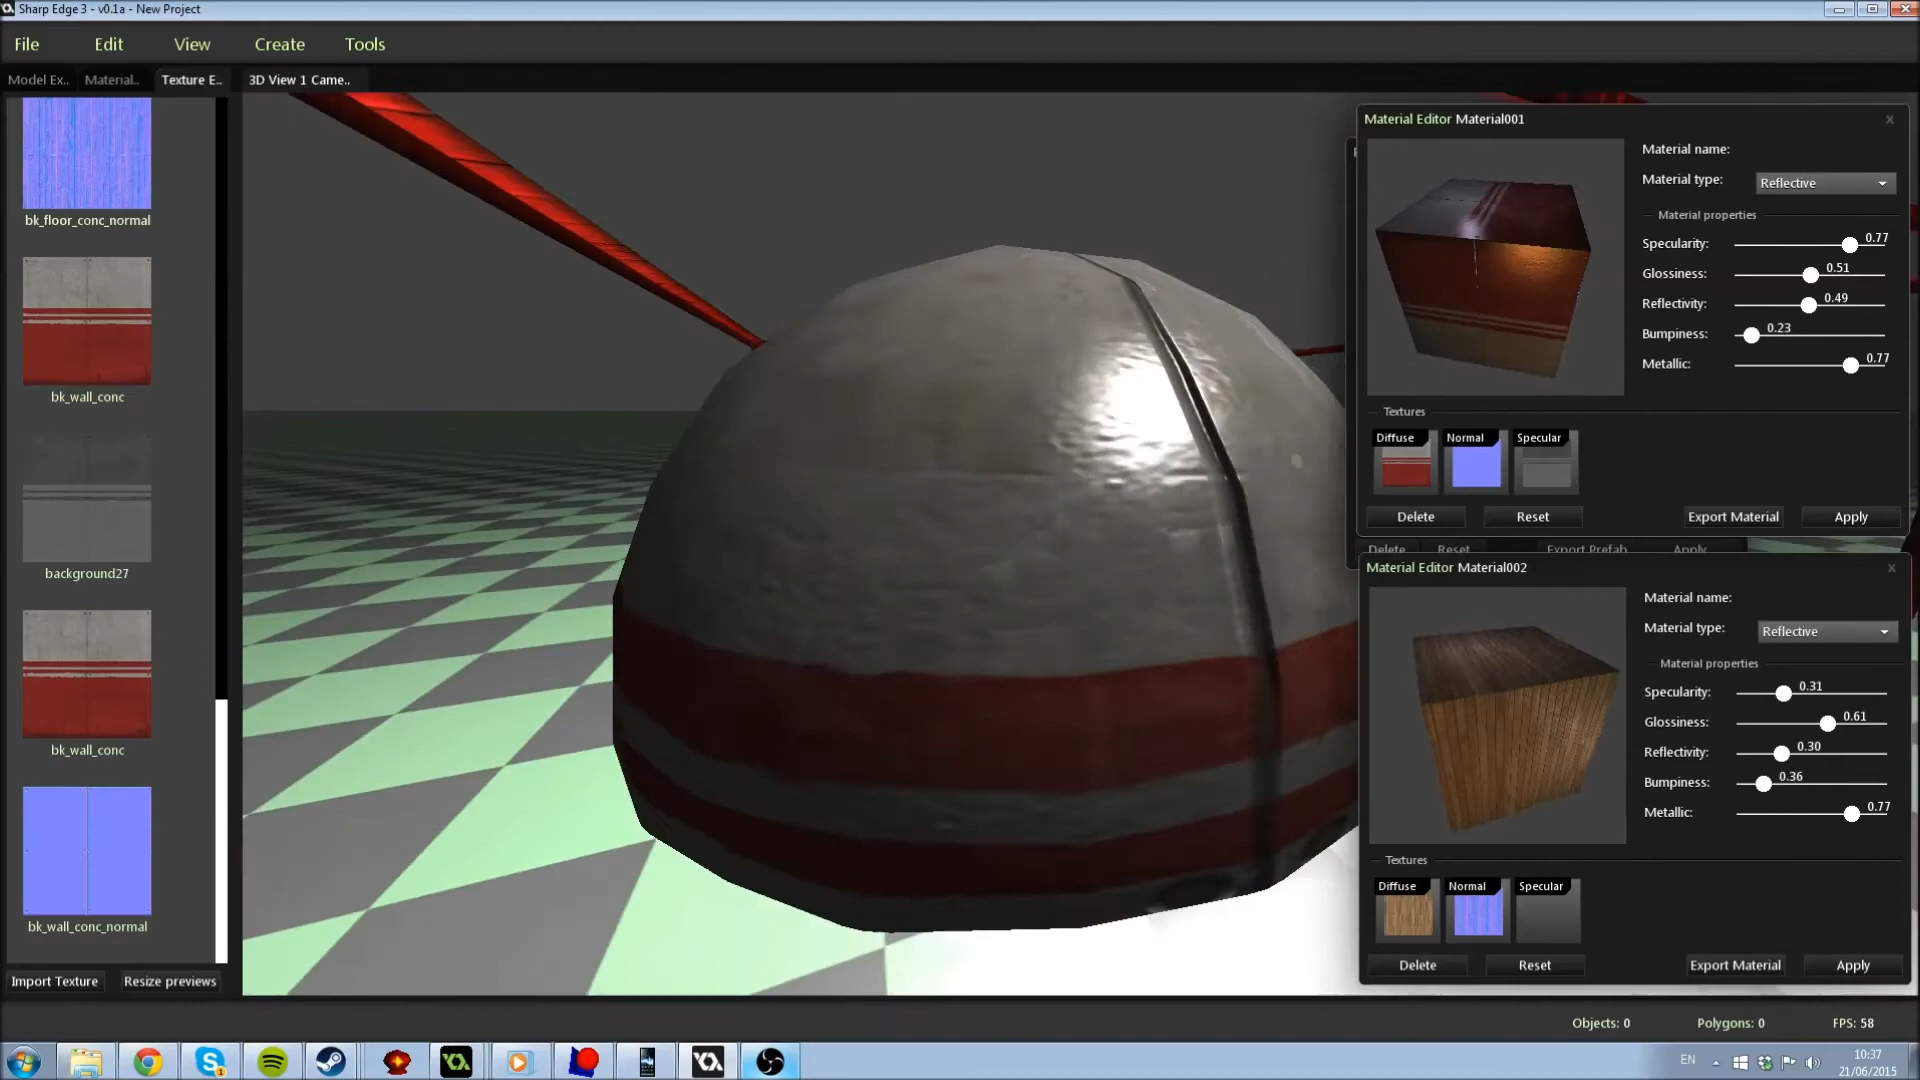 Sharp Edge 3 - v0.1a - New Project
File Edit View Create Tools
Model Ex.. Material.. Texture E.. 3D View 1 Came..
bk_floor_conc_normal
bk_wall_conc
background27
bk_wall_conc
bk_wall_conc_normal
Import Texture Resize previews
Material Editor Material001 x
Material name:
Material type: Reflective
Material properties
Specularity: 0.77
Glossiness: 0.51
Reflectivity: 0.49
Bumpiness: 0.23
Metallic: 0.77
Textures
Diffuse Normal Specular
Delete Reset Export Material Apply
Delete Reset Export Prefab Apply
Material Editor Material002 x
Material name:
Material type: Reflective
Material properties
Specularity: 0.31
Glossiness: 0.61
Reflectivity: 0.30
Bumpiness: 0.36
Metallic: 0.77
Textures
Diffuse Normal Specular
Delete Reset Export Material Apply
Objects: 0 Polygons: 0 FPS: 58
EN 10:37
21/06/2015